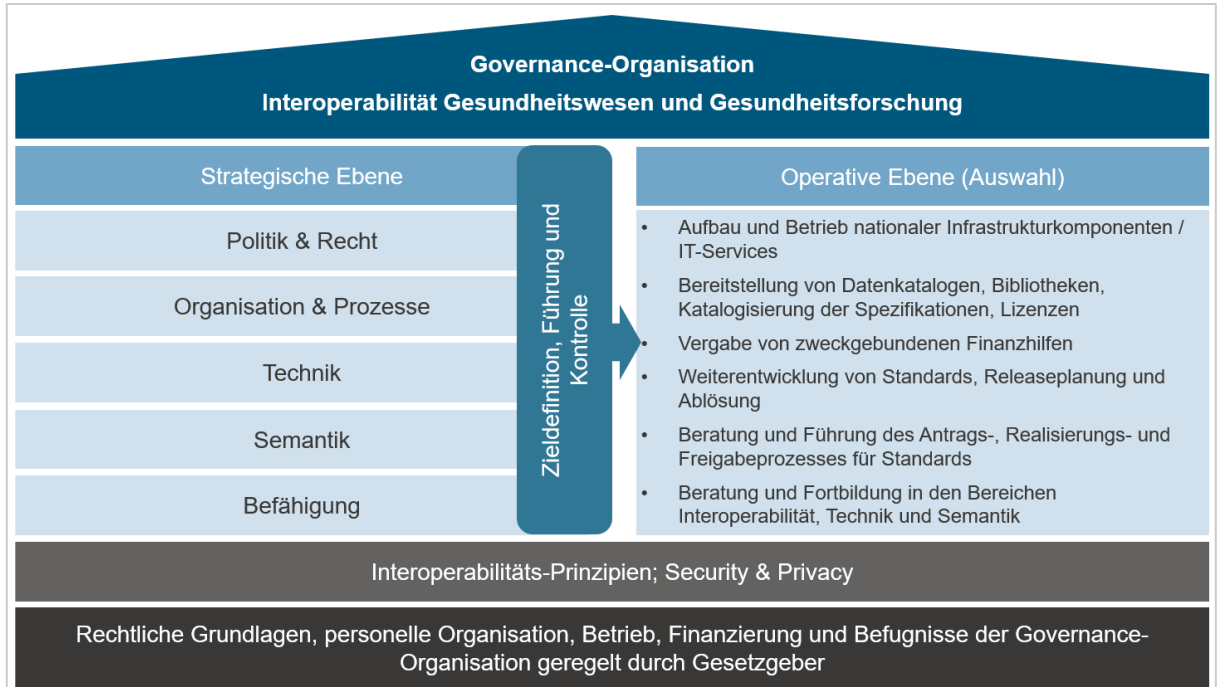 Governance-Organisation
Interoperabilität Gesundheitswesen und Gesundheitsforschung
Strategische Ebene
Politik & Recht
Organisation & Prozesse
Technik
Semantik
Befähigung
Zieldefinition, Führung und
Kontrolle
Operative Ebene (Auswahl)
• Aufbau und Betrieb nationaler Infrastrukturkomponenten /
IT-Services
• Bereitstellung von Datenkatalogen, Bibliotheken,
Katalogisierung der Spezifikationen, Lizenzen
• Vergabe von zweckgebundenen Finanzhilfen
• Weiterentwicklung von Standards, Releaseplanung und
Ablösung
• Beratung und Führung des Antrags-, Realisierungs- und
Freigabeprozesses für Standards
• Beratung und Fortbildung in den Bereichen
Interoperabilität, Technik und Semantik
Interoperabilitäts-Prinzipien; Security & Privacy
Rechtliche Grundlagen, personelle Organisation, Betrieb, Finanzierung und Befugnisse der Governance-
Organisation geregelt durch Gesetzgeber